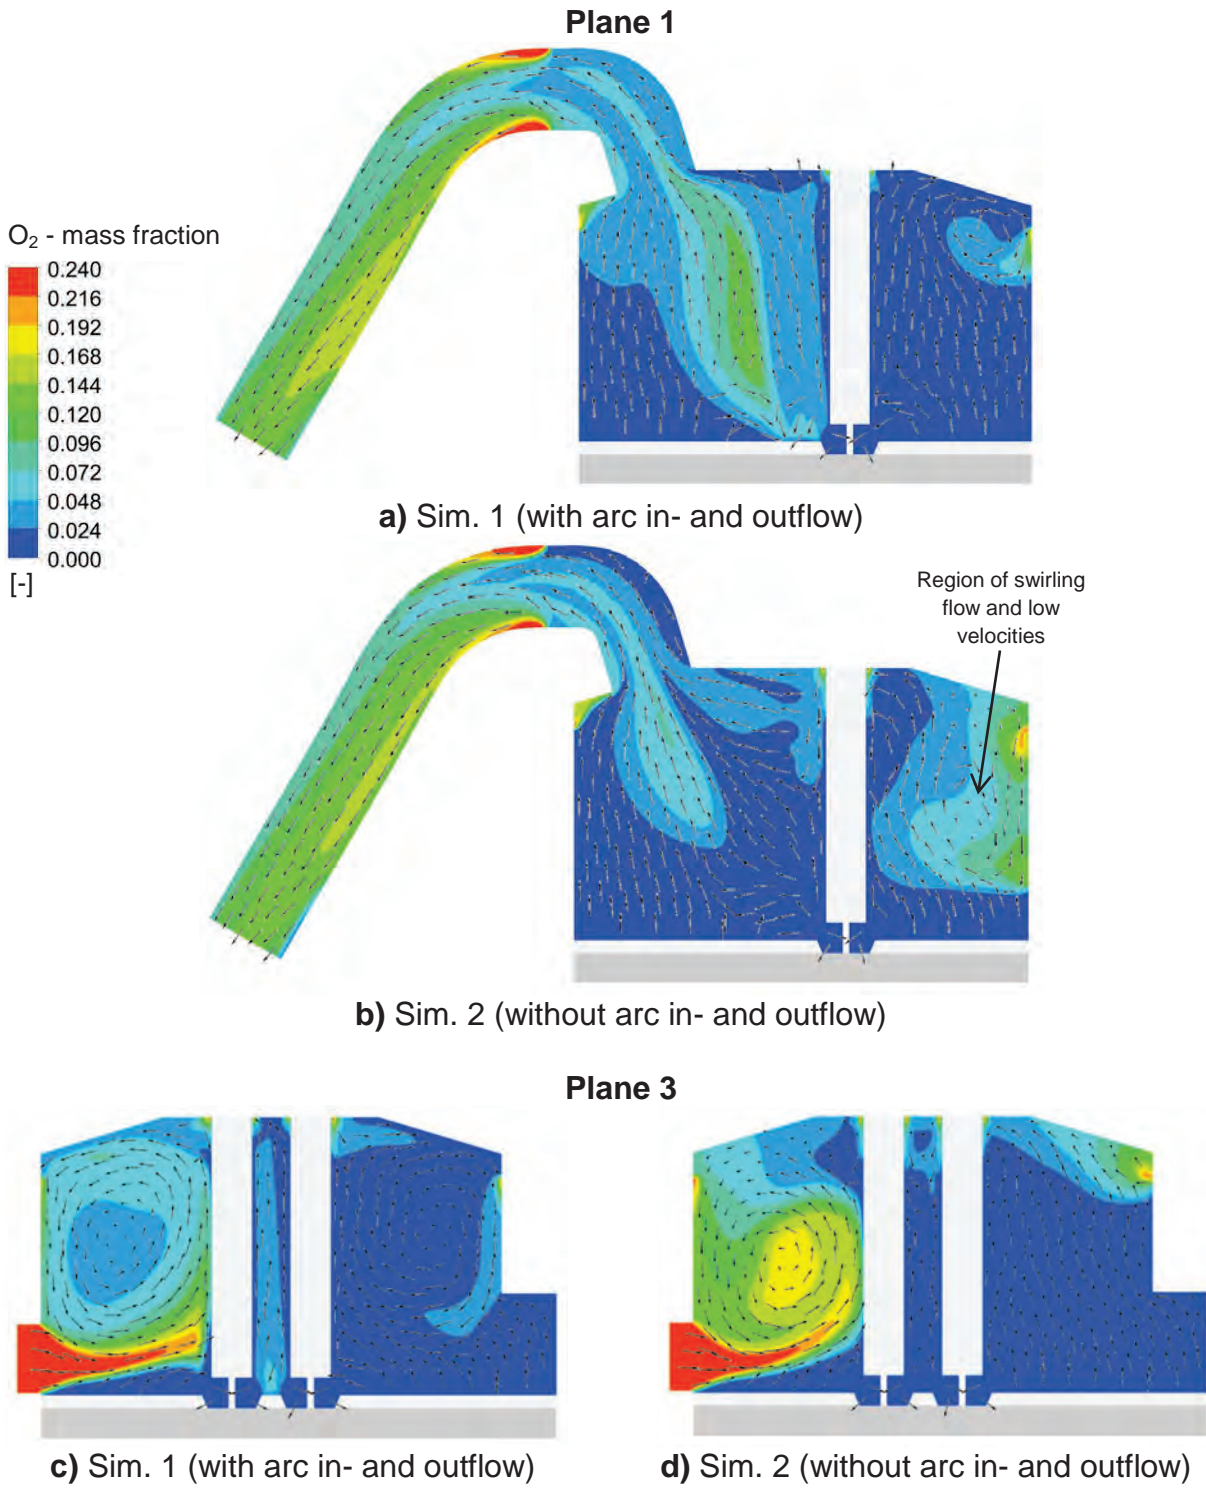 Plane 1
O₂ - mass fraction
0.240
0.216
0.192
0.168
0.144
0.120
0.096
0.072
0.048
0.024
0.000
[-]
a) Sim. 1 (with arc in- and outflow)
Region of swirling
flow and low
velocities
b) Sim. 2 (without arc in- and outflow)
Plane 3
c) Sim. 1 (with arc in- and outflow)
d) Sim. 2 (without arc in- and outflow)